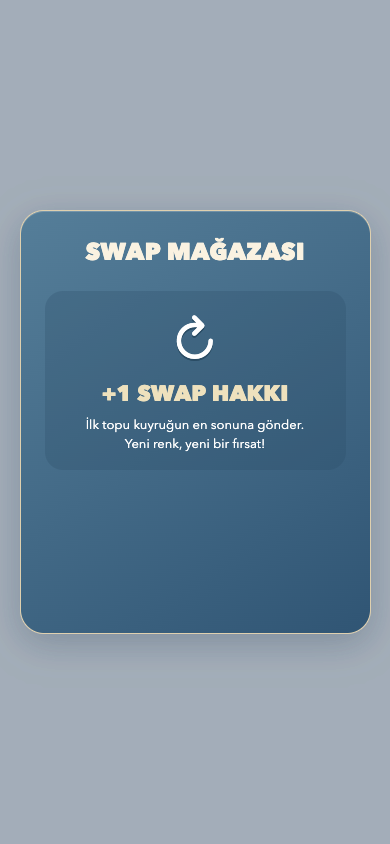 SWAP MAĞAZASI
+1 SWAP HAKKI
İlk topu kuyruğun en sonuna gönder.
Yeni renk, yeni bir fırsat!